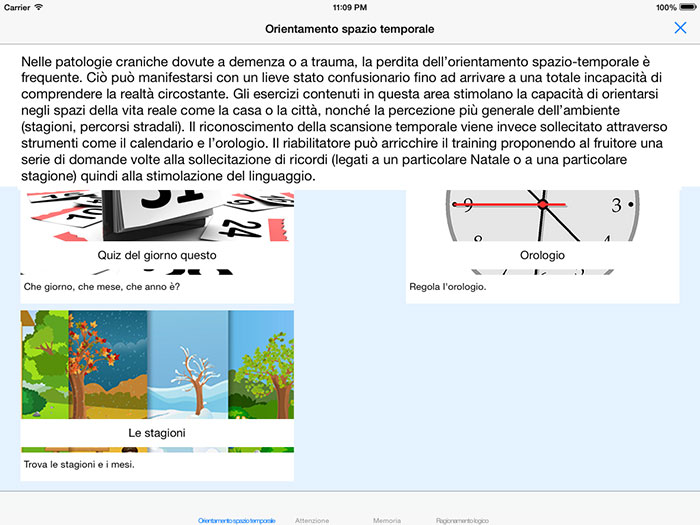 Carrier 11:09 PM 100%
Orientamento spazio temporale
Nelle patologie craniche dovute a demenza o a trauma, la perdita dell'orientamento spazio-temporale è
frequente. Ciò può manifestarsi con un lieve stato confusionario fino ad arrivare a una totale incapacità di
comprendere la realtà circostante. Gli esercizi contenuti in questa area stimolano la capacità di orientarsi
negli spazi della vita reale come la casa o la città, nonché la percezione più generale dell'ambiente
(stagioni, percorsi stradali). Il riconoscimento della scansione temporale viene invece sollecitato attraverso
strumenti come il calendario e l'orologio. Il riabilitatore può arricchire il training proponendo al fruitore una
serie di domande volte alla sollecitazione di ricordi (legati a un particolare Natale o a una particolare
stagione) quindi alla stimolazione del linguaggio.
31
24
9 3
Quiz del giorno questo
Orologio
Che giorno, che mese, che anno è?
Regola l'orologio.
Le stagioni
Trova le stagioni e i mesi.
Orientamento spazio temporale Attenzione Memoria Ragionamento logico